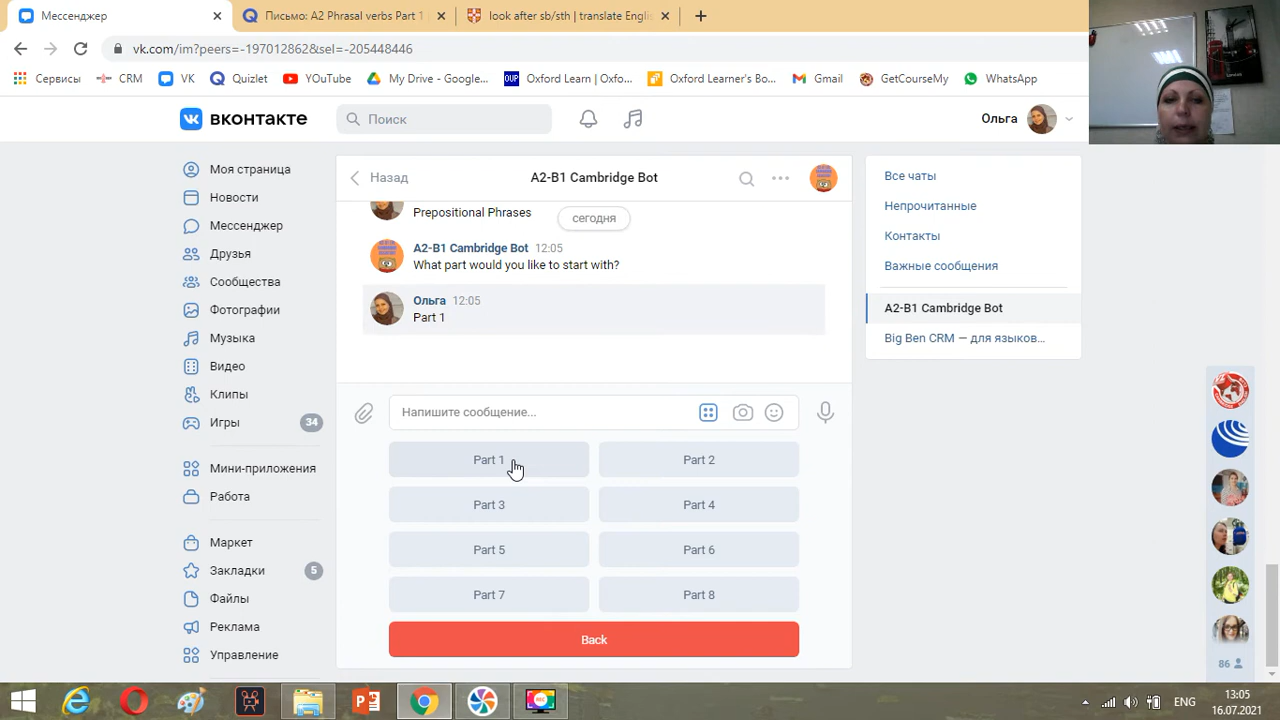 Мессенджер
Письмо: A2 Phrasal verbs Part 1
look after sb/sth | translate Engli
vk.com/im?peers=-197012862&sel=-205448446
Сервисы
CRM
VK
Quizlet
YouTube
My Drive - Google...
OUP
Oxford Learn | Oxfo...
Oxford Learner's Bo...
Gmail
GetCourseMy
WhatsApp
вконтакте
Поиск
Ольга
Моя страница
Новости
Мессенджер
Друзья
Сообщества
Фотографии
Музыка
Видео
Клипы
Игры
34
Мини-приложения
Работа
Маркет
Закладки
5
Файлы
Реклама
Управление
Назад
A2-B1 Cambridge Bot
Prepositional Phrases
сегодня
A2-B1 Cambridge Bot 12:05
What part would you like to start with?
Ольга 12:05
Part 1
Напишите сообщение...
Part 1
Part 2
Part 3
Part 4
Part 5
Part 6
Part 7
Part 8
Back
Все чаты
Непрочитанные
Контакты
Важные сообщения
A2-B1 Cambridge Bot
Big Ben CRM — для языков...
86
ENG
13:05
16.07.2021